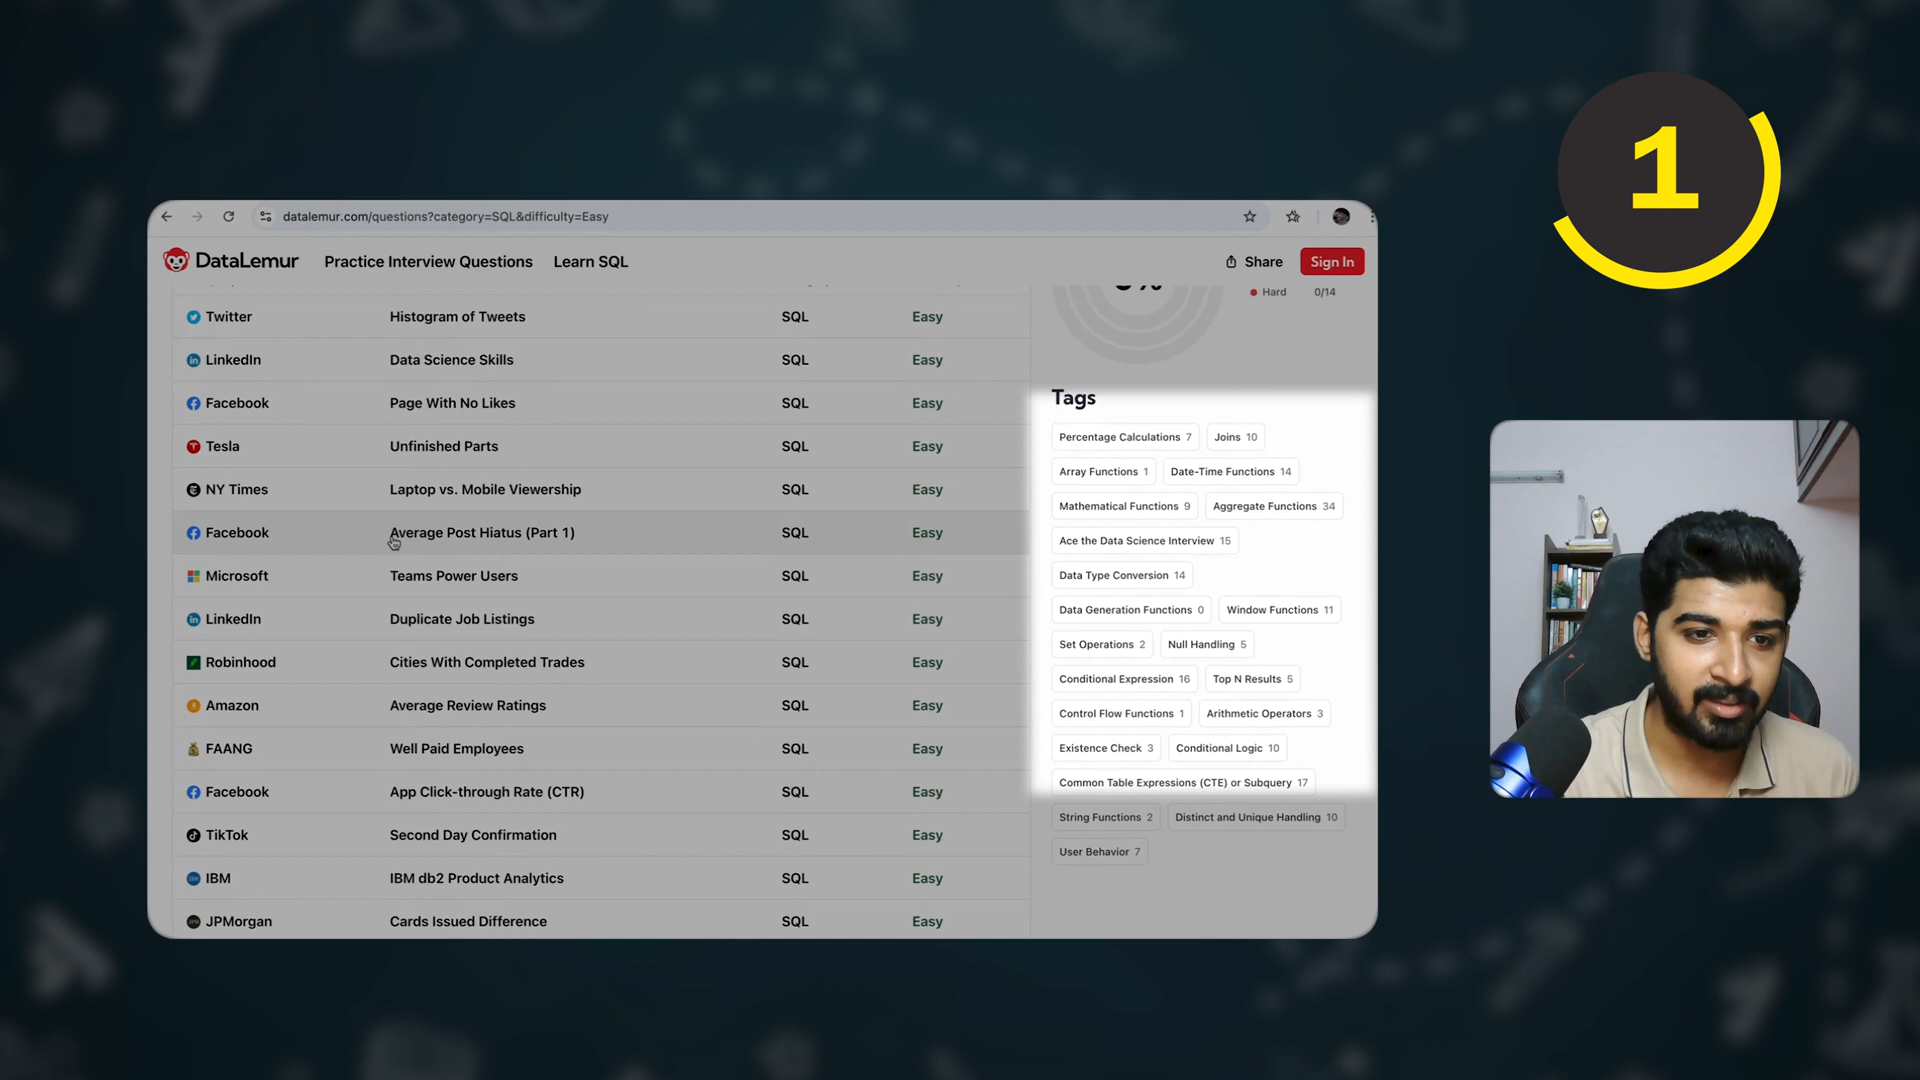 1
datalemur.com/questions?category=SQL&difficulty=Easy
DataLemur Practice Interview Questions Learn SQL Share Sign In
Hard 0/14
Twitter Histogram of Tweets SQL Easy
LinkedIn Data Science Skills SQL Easy
Facebook Page With No Likes SQL Easy
Tesla Unfinished Parts SQL Easy
NY Times Laptop vs. Mobile Viewership SQL Easy
Facebook Average Post Hiatus (Part 1) SQL Easy
Microsoft Teams Power Users SQL Easy
LinkedIn Duplicate Job Listings SQL Easy
Robinhood Cities With Completed Trades SQL Easy
Amazon Average Review Ratings SQL Easy
FAANG Well Paid Employees SQL Easy
Facebook App Click-through Rate (CTR) SQL Easy
TikTok Second Day Confirmation SQL Easy
IBM IBM db2 Product Analytics SQL Easy
JPMorgan Cards Issued Difference SQL Easy
Tags
Percentage Calculations 7 Joins 10
Array Functions 1 Date-Time Functions 14
Mathematical Functions 9 Aggregate Functions 34
Ace the Data Science Interview 15
Data Type Conversion 14
Data Generation Functions 0 Window Functions 11
Set Operations 2 Null Handling 5
Conditional Expression 16 Top N Results 5
Control Flow Functions 1 Arithmetic Operators 3
Existence Check 3 Conditional Logic 10
Common Table Expressions (CTE) or Subquery 17
String Functions 2 Distinct and Unique Handling 10
User Behavior 7